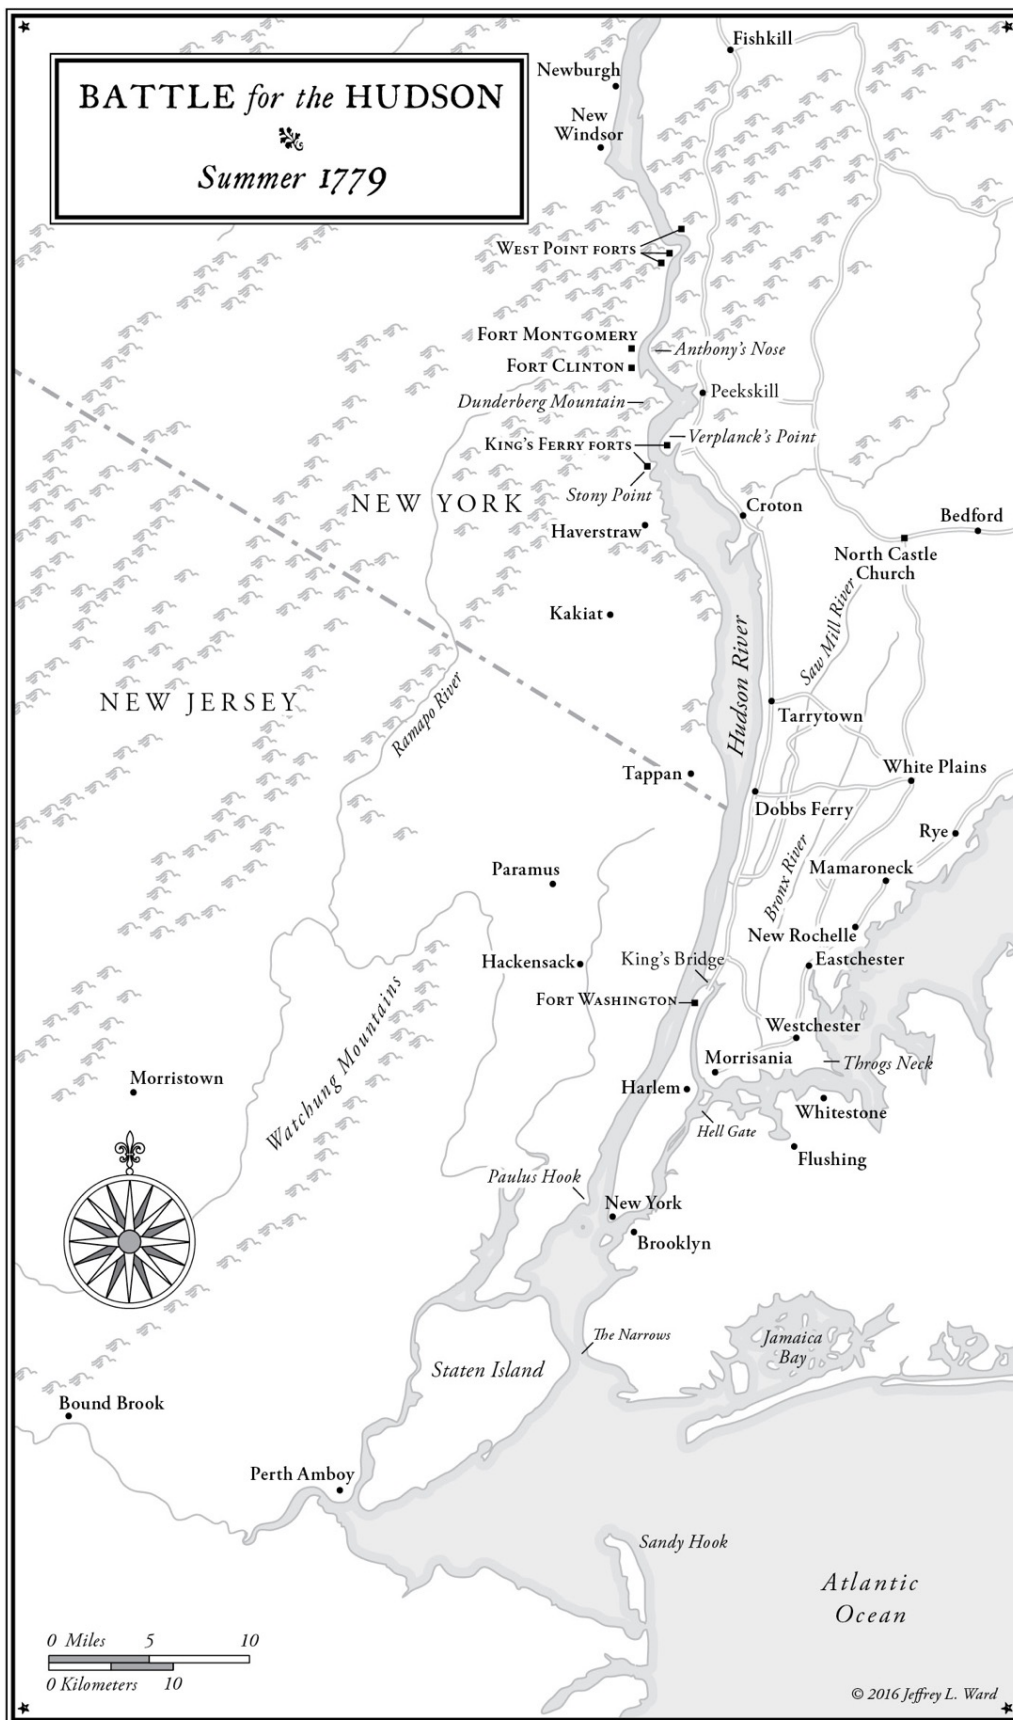 BATTLE for the HUDSON
Summer 1779
Fishkill
Newburgh
New
Windsor
WEST POINT FORTS
FORT MONTGOMERY
Anthony's Nose
FORT CLINTON
Peekskill
Dunderberg Mountain
Verplanck's Point
KING'S FERRY FORTS
Stony Point
NEW YORK
Croton
Bedford
Haverstraw
North Castle
Church
Kakiat
Saw Mill River
Hudson River
NEW JERSEY
Ramapo River
Tarrytown
Tappan
White Plains
Dobbs Ferry
Rye
Paramus
Mamaroneck
Bronx River
New Rochelle
Hackensack
King's Bridge
Eastchester
FORT WASHINGTON
Watchung Mountains
Westchester
Morrisania
Throgs Neck
Morristown
Harlem
Whitestone
Hell Gate
Flushing
Paulus Hook
New York
Brooklyn
The Narrows
Jamaica
Bay
Staten Island
Bound Brook
Perth Amboy
Sandy Hook
Atlantic
Ocean
0 Miles 5 10
0 Kilometers 10
© 2016 Jeffrey L. Ward